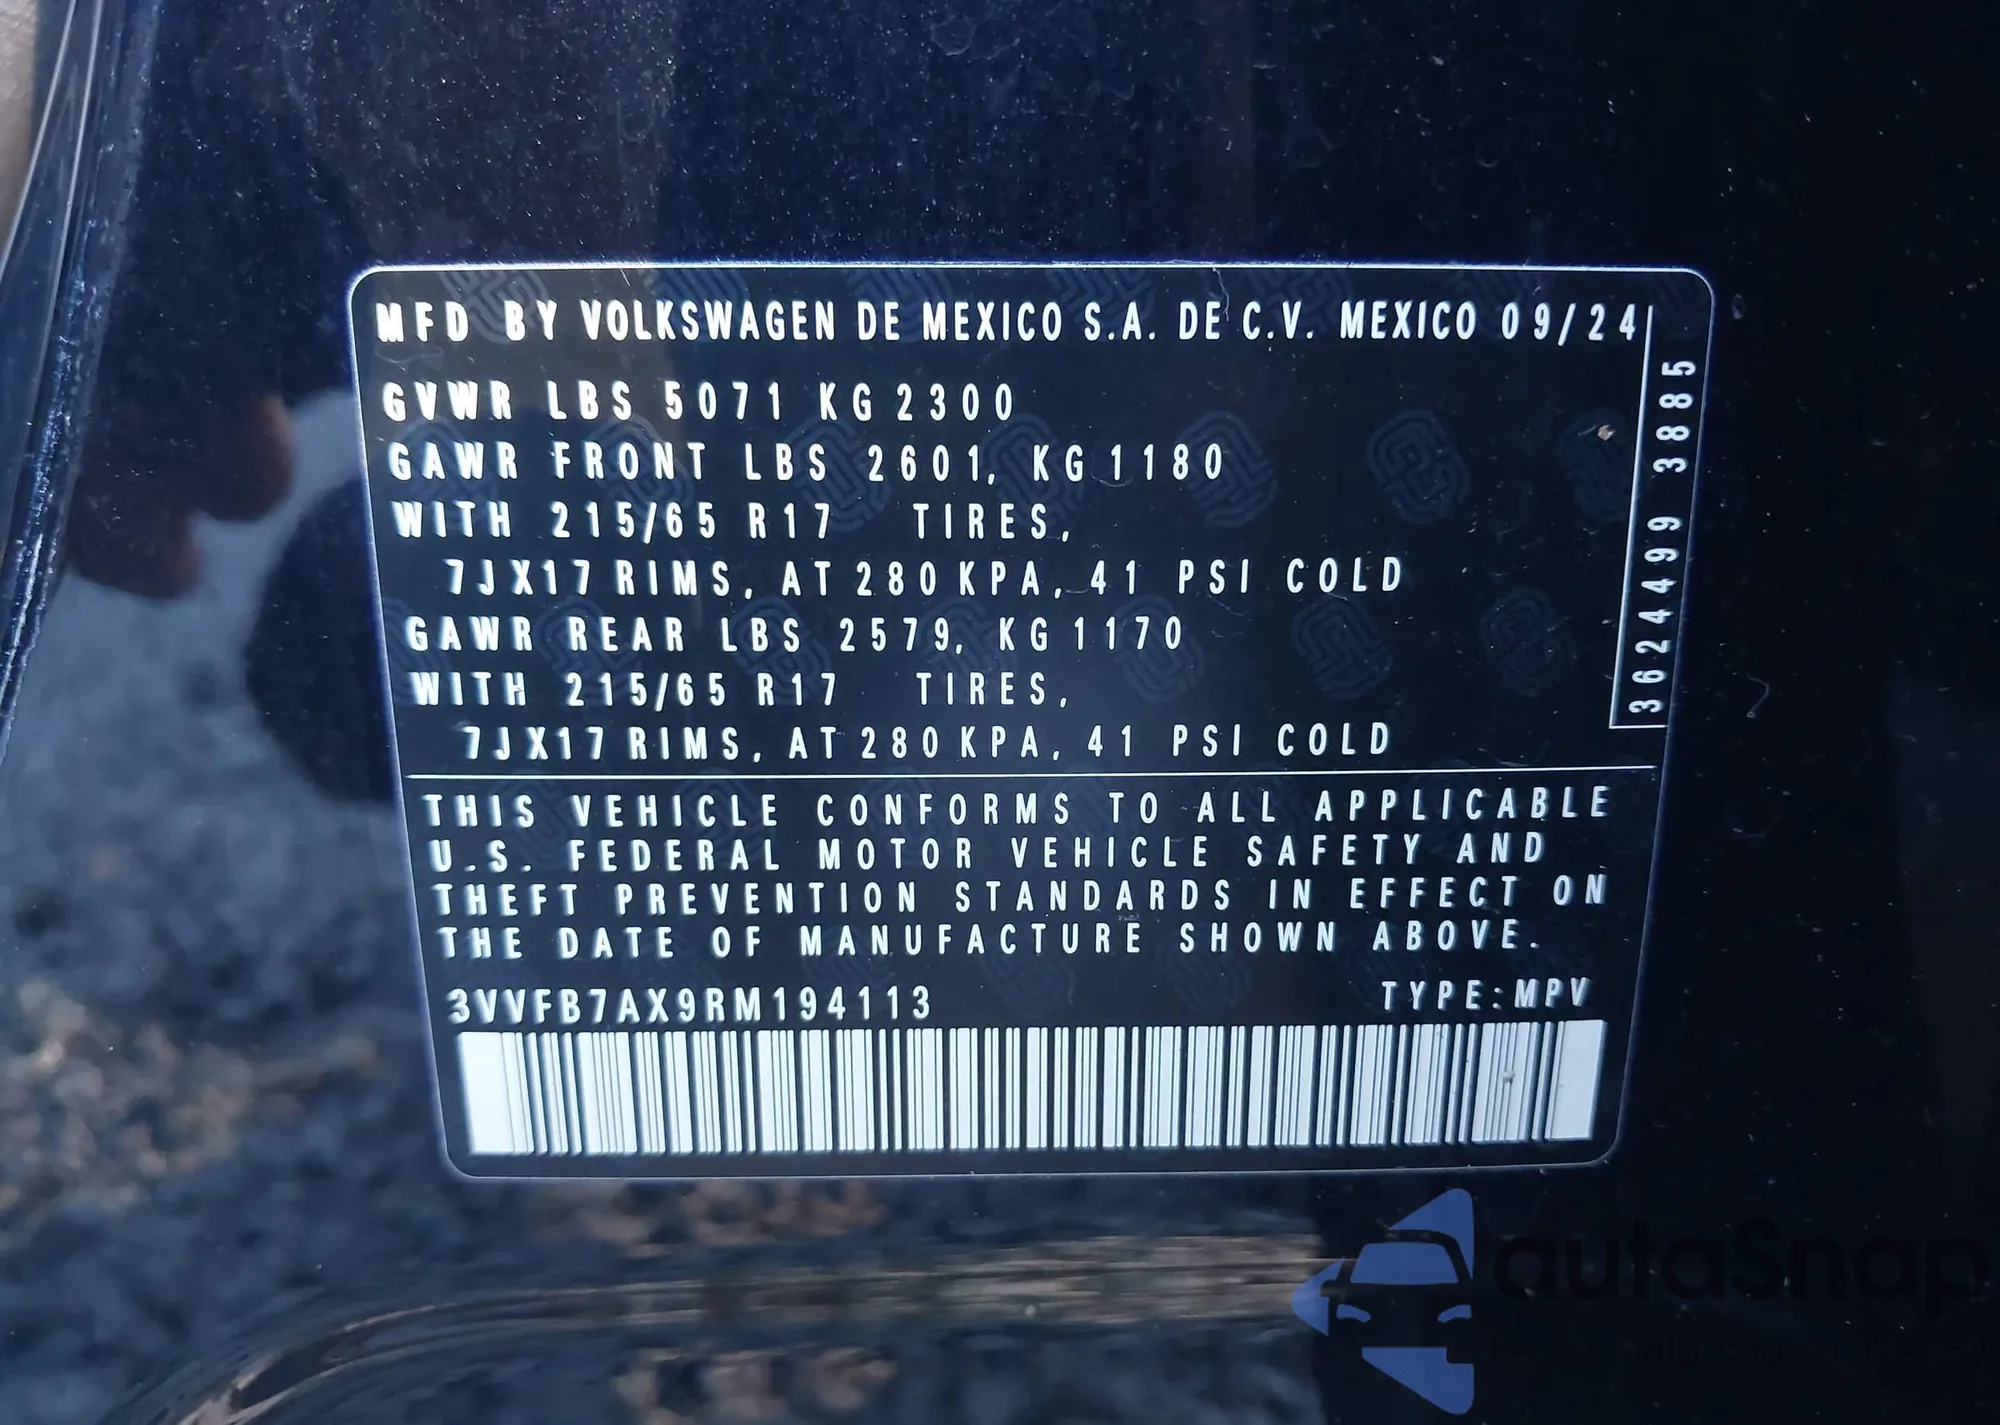 MFD BY VOLKSWAGEN DE MEXICO S.A. DE C.V. MEXICO 09/24
GVWR LBS 5071 KG 2300
GAWR FRONT LBS 2601, KG 1180
WITH 215/65 R17 TIRES,
7JX17 RIMS, AT 280 KPA, 41 PSI COLD
GAWR REAR LBS 2579, KG 1170
WITH 215/65 R17 TIRES,
7JX17 RIMS, AT 280 KPA, 41 PSI COLD
3624499 3885
THIS VEHICLE CONFORMS TO ALL APPLICABLE
U.S. FEDERAL MOTOR VEHICLE SAFETY AND
THEFT PREVENTION STANDARDS IN EFFECT ON
THE DATE OF MANUFACTURE SHOWN ABOVE.
3VVFB7AX9RM194113 TYPE:MPV
autasnap